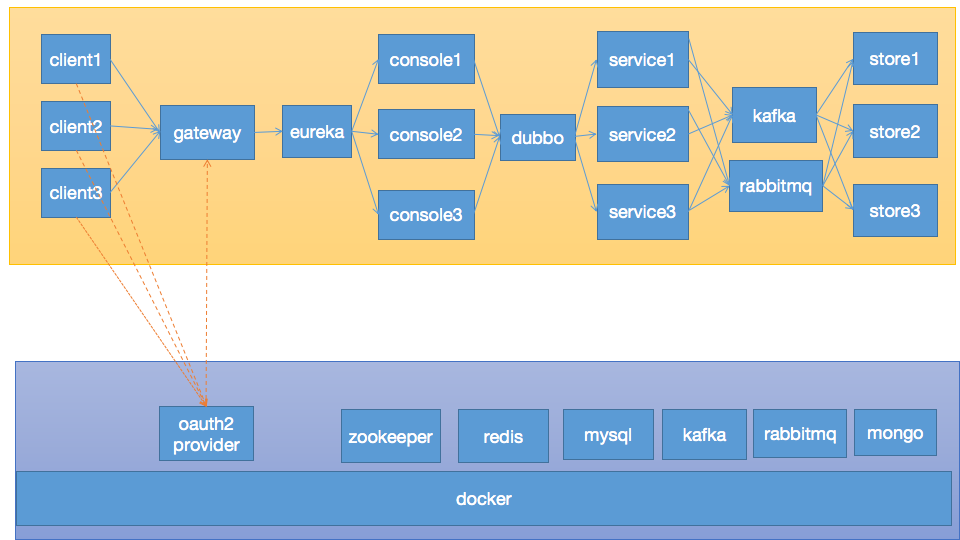 client1
client2
client3
gateway
eureka
console1
console2
console3
dubbo
service1
service2
service3
kafka
rabbitmq
store1
store2
store3
oauth2
provider
zookeeper
redis
mysql
kafka
rabbitmq
mongo
docker